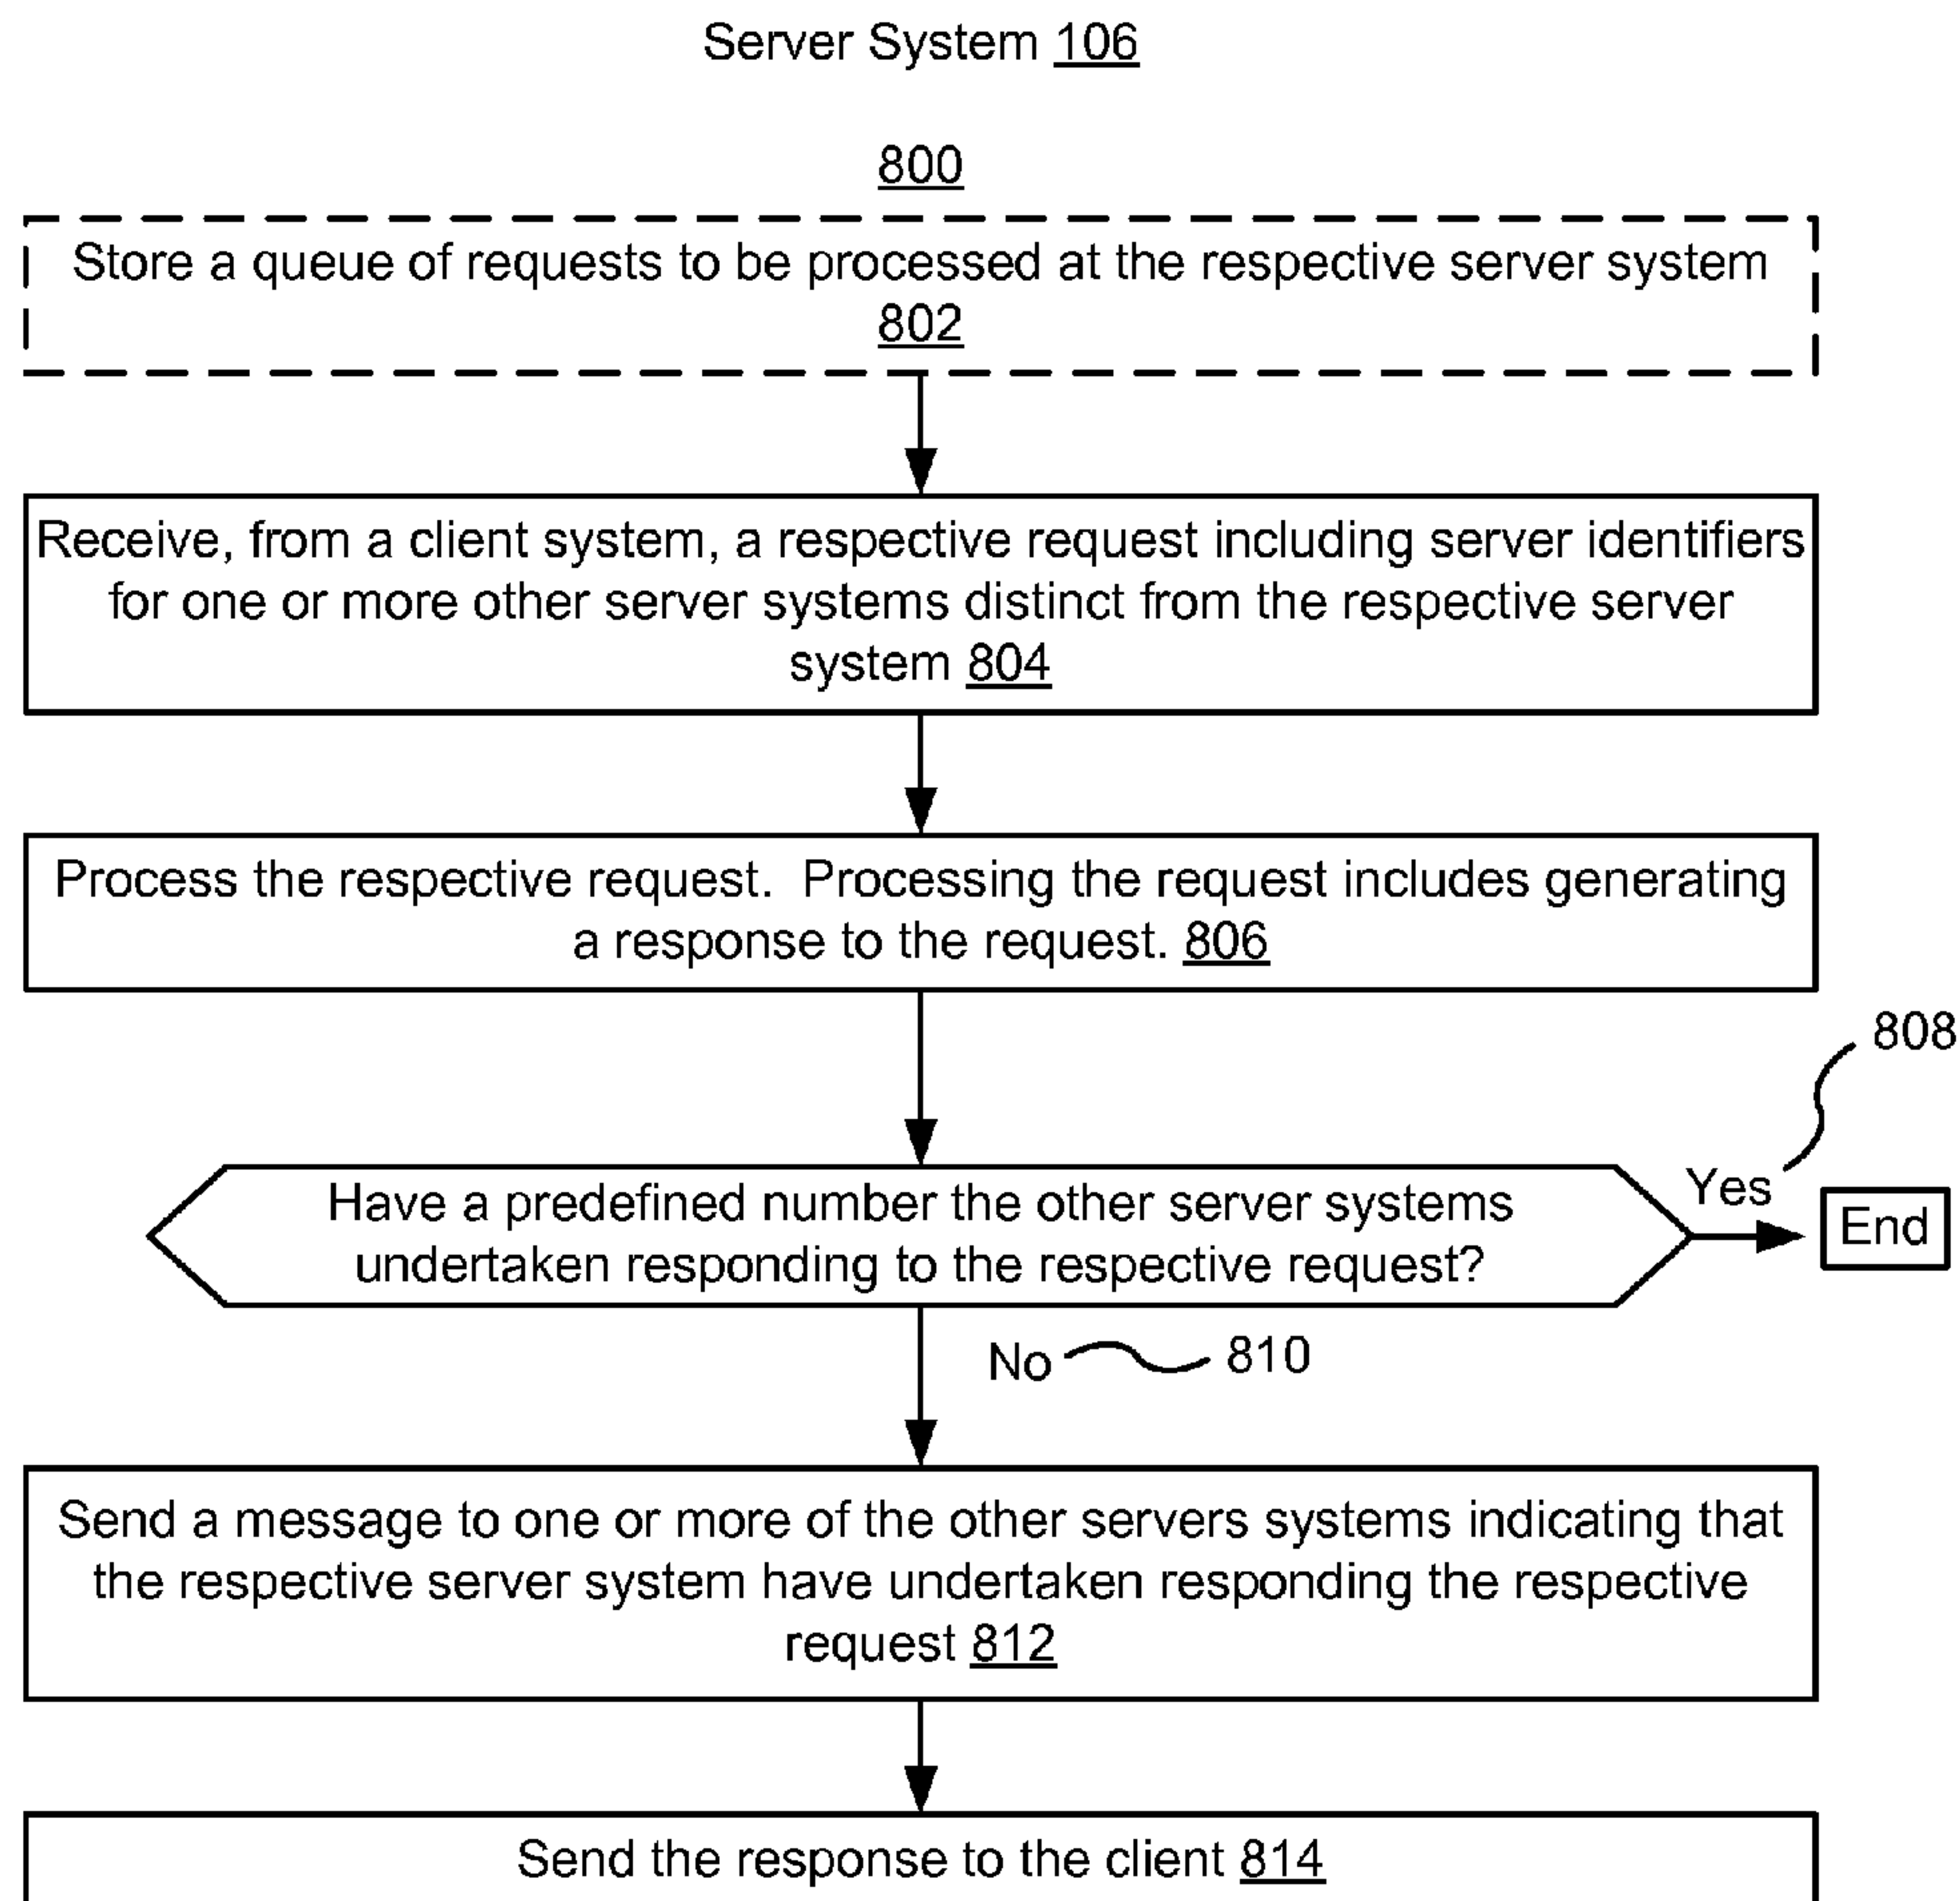 Server System 106
800
Store a queue of requests to be processed at the respective server system
802
Receive, from a client system, a respective request including server identifiers
for one or more other server systems distinct from the respective server
system 804
Process the respective request.  Processing the request includes generating
a response to the request. 806
808
Have a predefined number the other server systems
undertaken responding to the respective request?
Yes
End
No
810
Send a message to one or more of the other servers systems indicating that
the respective server system have undertaken responding the respective
request 812
Send the response to the client 814